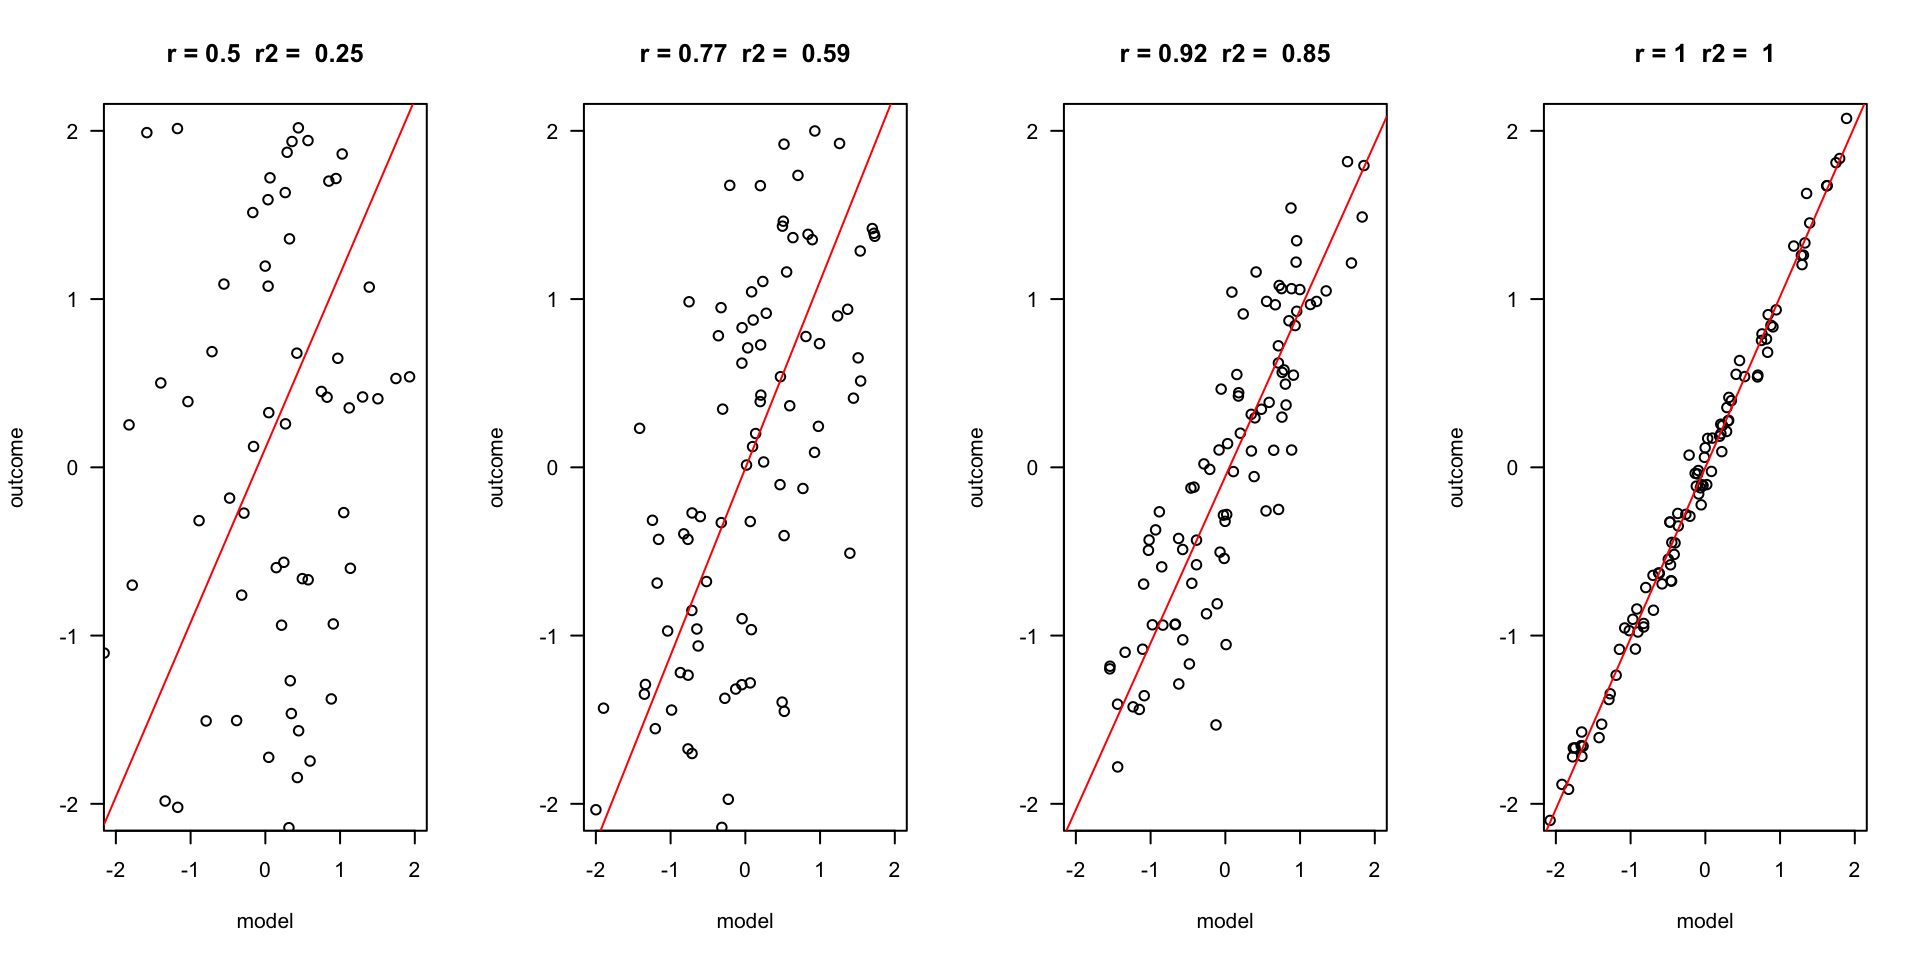 r = 0.5  r2 =  0.25
outcome
2
1
0
-1
-2
-2 -1 0 1 2
model
r = 0.77  r2 =  0.59
outcome
2
1
0
-1
-2
-2 -1 0 1 2
model
r = 0.92  r2 =  0.85
outcome
2
1
0
-1
-2
-2 -1 0 1 2
model
r = 1  r2 =  1
outcome
2
1
0
-1
-2
-2 -1 0 1 2
model